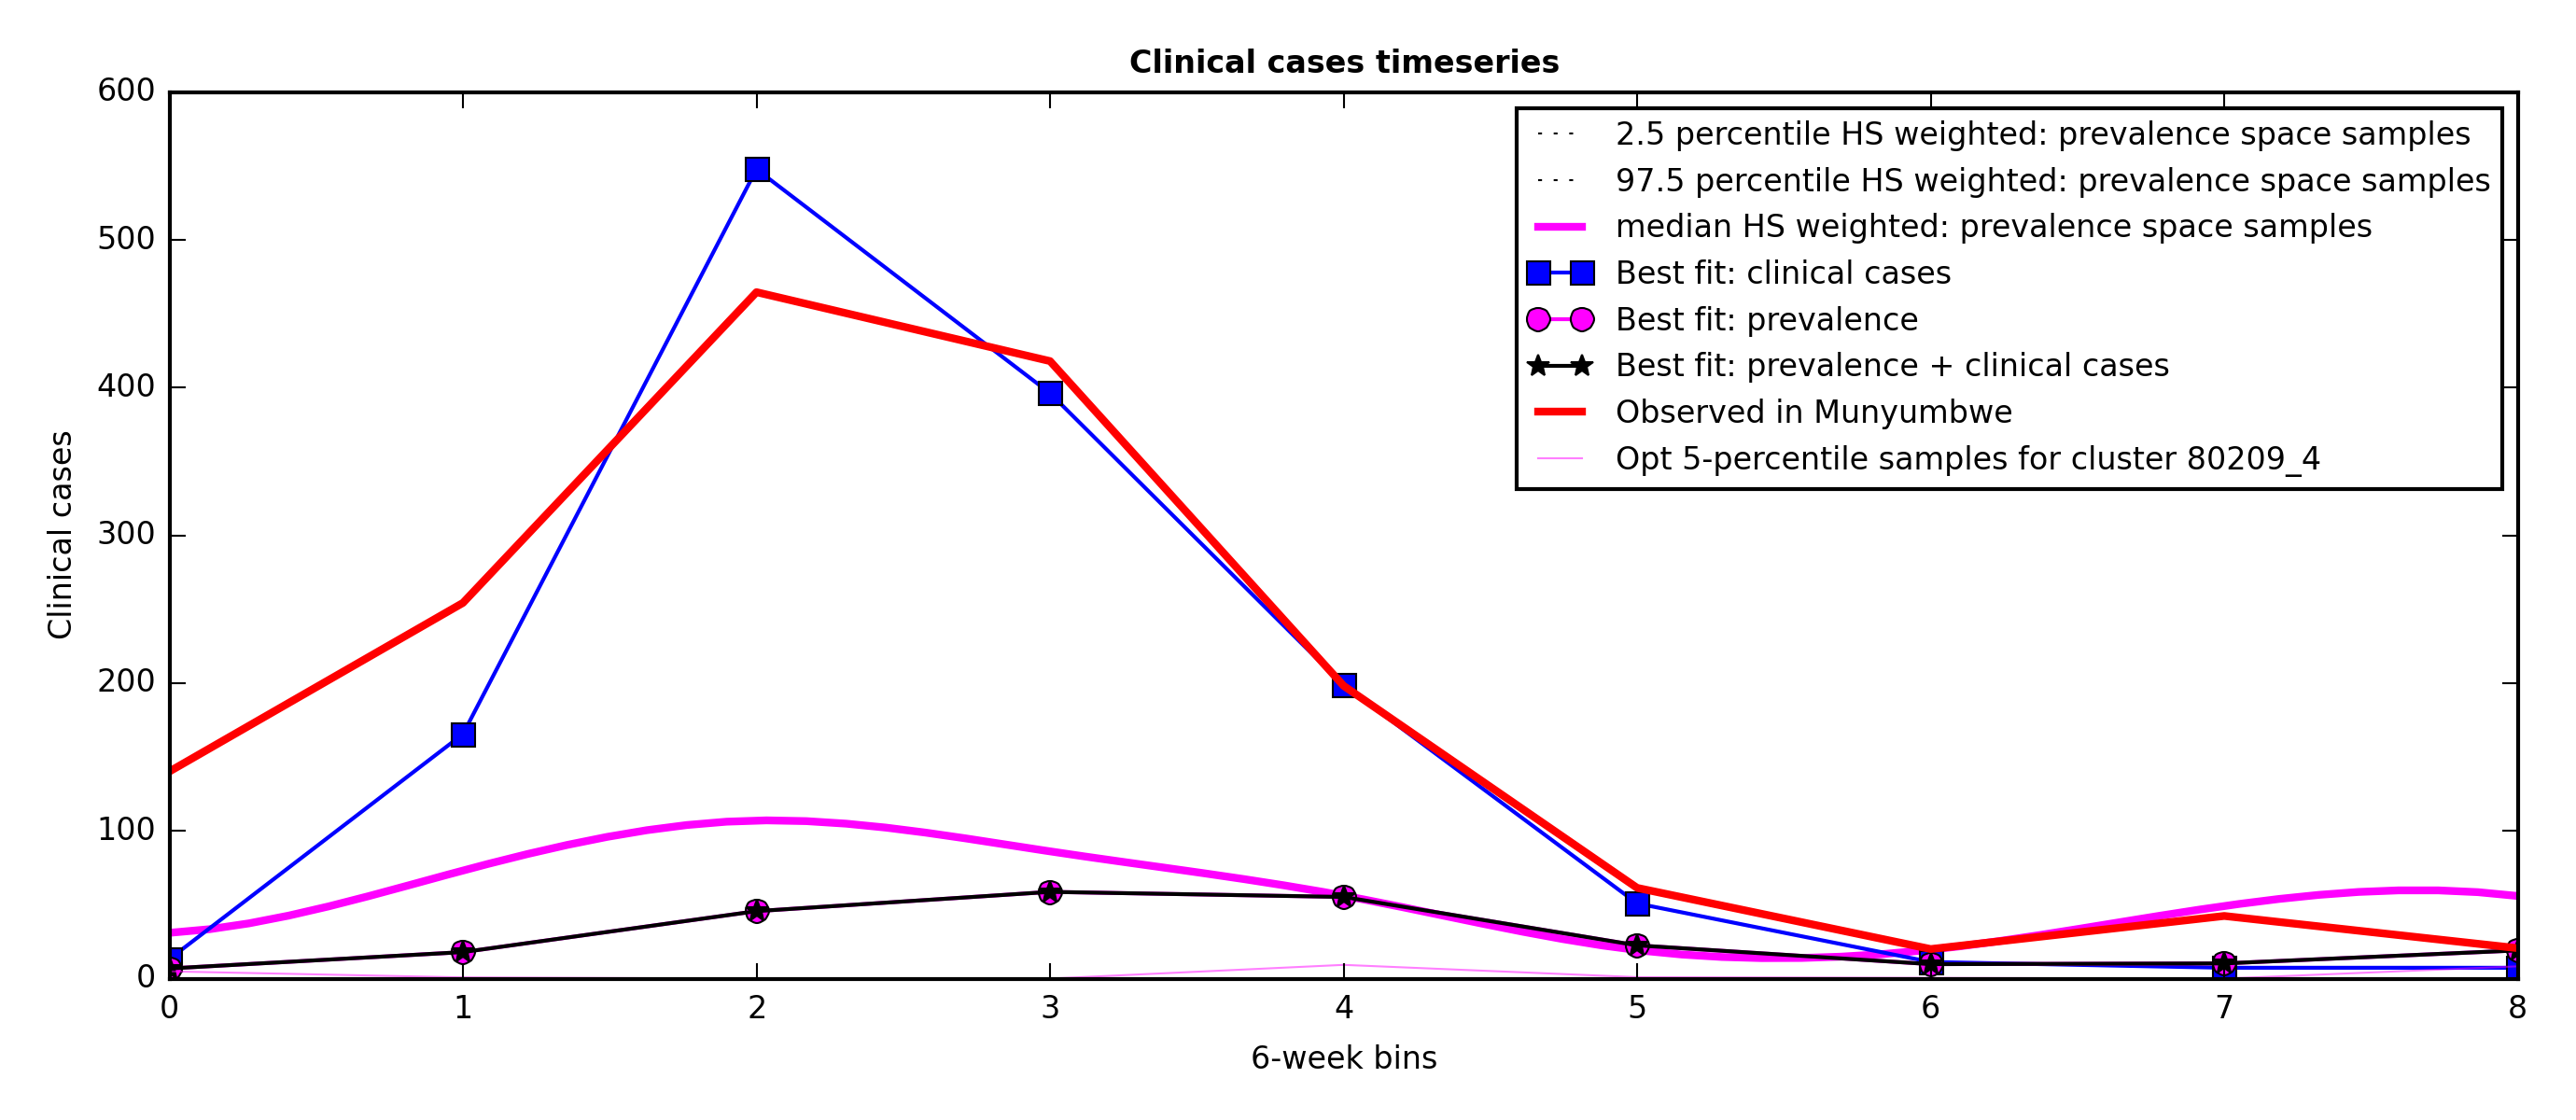 Clinical cases timeseries
600
500
400
300
200
100
0
Clinical cases
2.5 percentile HS weighted: prevalence space samples
97.5 percentile HS weighted: prevalence space samples
median HS weighted: prevalence space samples
Best fit: clinical cases
Best fit: prevalence
Best fit: prevalence + clinical cases
Observed in Munyumbwe
Opt 5-percentile samples for cluster 80209_4
0 1 2 3 4 5 6 7 8
6-week bins